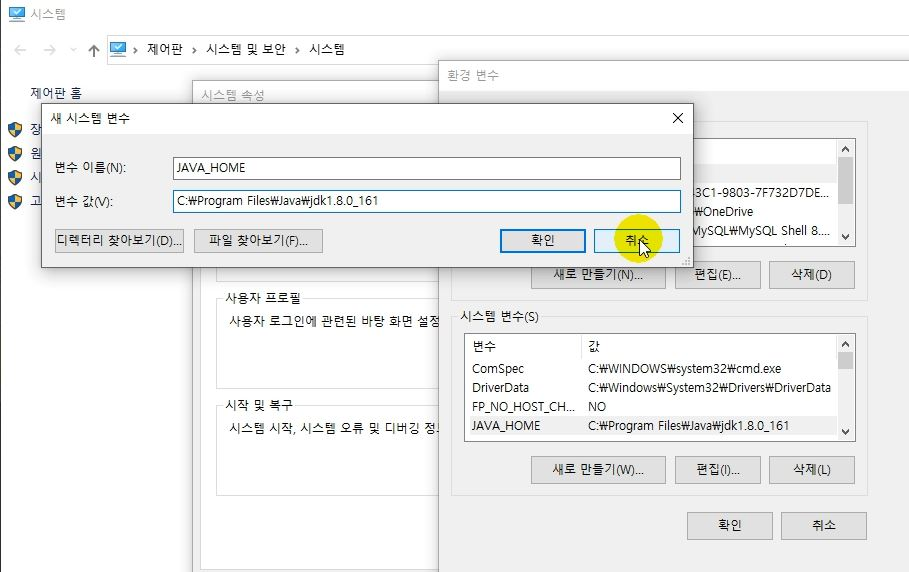 시스템
제어판 › 시스템 및 보안 › 시스템
제어판 홈
장
원
시
고
시스템 속성
환경 변수
새 시스템 변수
변수 이름(N):
JAVA_HOME
변수 값(V):
C:₩Program Files₩Java₩jdk1.8.0_161
디렉터리 찾아보기(D)...
파일 찾아보기(F)...
확인
취소
43C1-9803-7F732D7DE...
₩OneDrive
MySQL₩MySQL Shell 8....
새로 만들기(N)...
편집(E)...
삭제(D)
사용자 프로필
사용자 로그인에 관련된 바탕 화면 설정
시작 및 복구
시스템 시작, 시스템 오류 및 디버깅 정보
시스템 변수(S)
변수 값
ComSpec C:₩WINDOWS₩system32₩cmd.exe
DriverData C:₩Windows₩System32₩Drivers₩DriverData
FP_NO_HOST_CH... NO
JAVA_HOME C:₩Program Files₩Java₩jdk1.8.0_161
새로 만들기(W)...
편집(I)...
삭제(L)
확인
취소